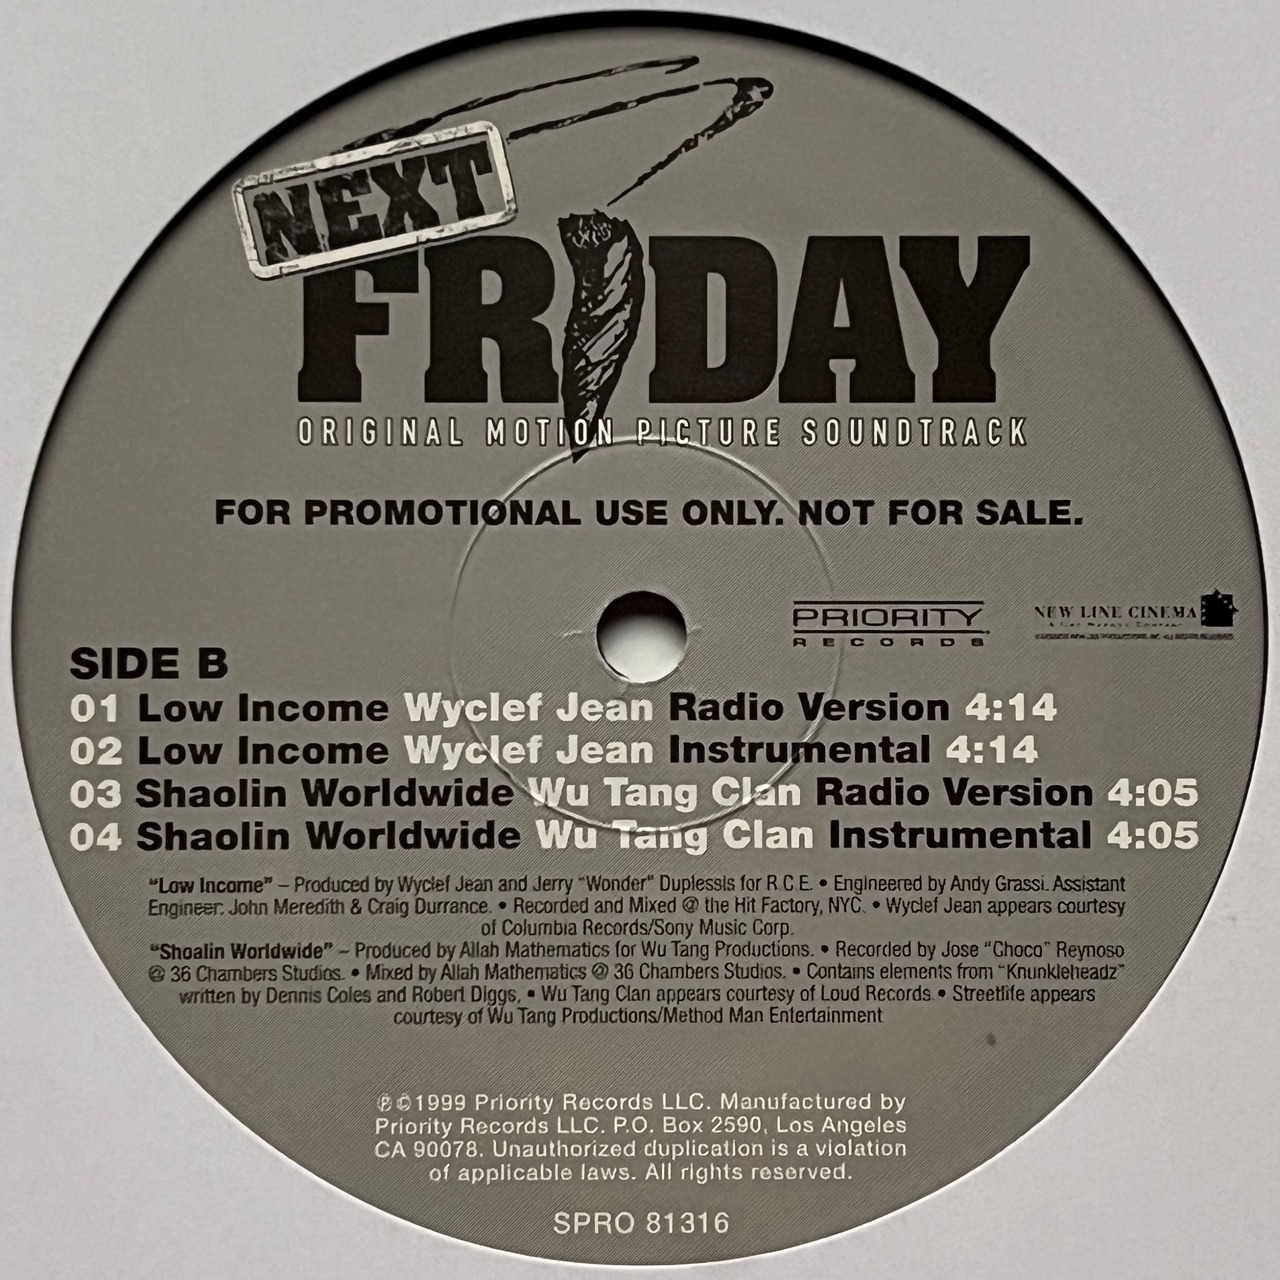 NEXT
FRIDAY
ORIGINAL MOTION PICTURE SOUNDTRACK
FOR PROMOTIONAL USE ONLY. NOT FOR SALE.
PRIORITY
RECORDS
NEW LINE CINEMA
SIDE B
01 Low Income Wyclef Jean Radio Version 4:14
02 Low Income Wyclef Jean Instrumental 4:14
03 Shaolin Worldwide Wu Tang Clan Radio Version 4:05
04 Shaolin Worldwide Wu Tang Clan Instrumental 4:05
"Low Income" – Produced by Wyclef Jean and Jerry "Wonder" Duplessis for R.C.E. • Engineered by Andy Grassi. Assistant
Engineer: John Meredith & Craig Durrance. • Recorded and Mixed @ the Hit Factory, NYC. • Wyclef Jean appears courtesy
of Columbia Records/Sony Music Corp.
"Shoalin Worldwide" – Produced by Allah Mathematics for Wu Tang Productions. • Recorded by Jose "Choco" Reynoso
@ 36 Chambers Studios. • Mixed by Allah Mathematics @ 36 Chambers Studios. • Contains elements from "Knunkleheadz"
written by Dennis Coles and Robert Diggs, • Wu Tang Clan appears courtesy of Loud Records • Streetlife appears
courtesy of Wu Tang Productions/Method Man Entertainment
℗©1999 Priority Records LLC. Manufactured by
Priority Records LLC. P.O. Box 2590, Los Angeles
CA 90078. Unauthorized duplication is a violation
of applicable laws. All rights reserved.
SPRO 81316